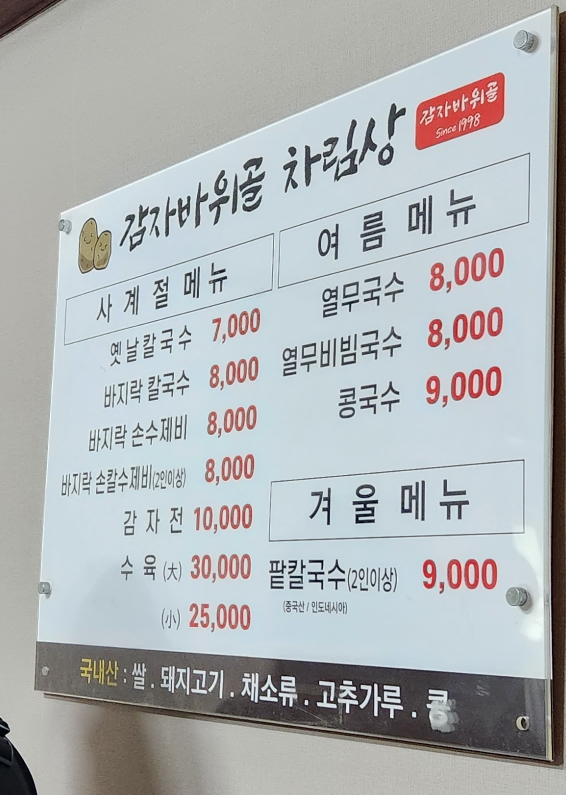 감자바위골 차림상
감자바위골
Since 1998
사계절메뉴
옛날칼국수 7,000
바지락 칼국수 8,000
바지락 손수제비 8,000
바지락 손칼수제비(2인이상) 8,000
감자전 10,000
수육(大) 30,000
(小) 25,000
여름메뉴
열무국수 8,000
열무비빔국수 8,000
콩국수 9,000
겨울메뉴
팥칼국수(2인이상) 9,000
(중국산/인도네시아)
국내산 : 쌀 . 돼지고기 . 채소류 . 고추가루 . 콩